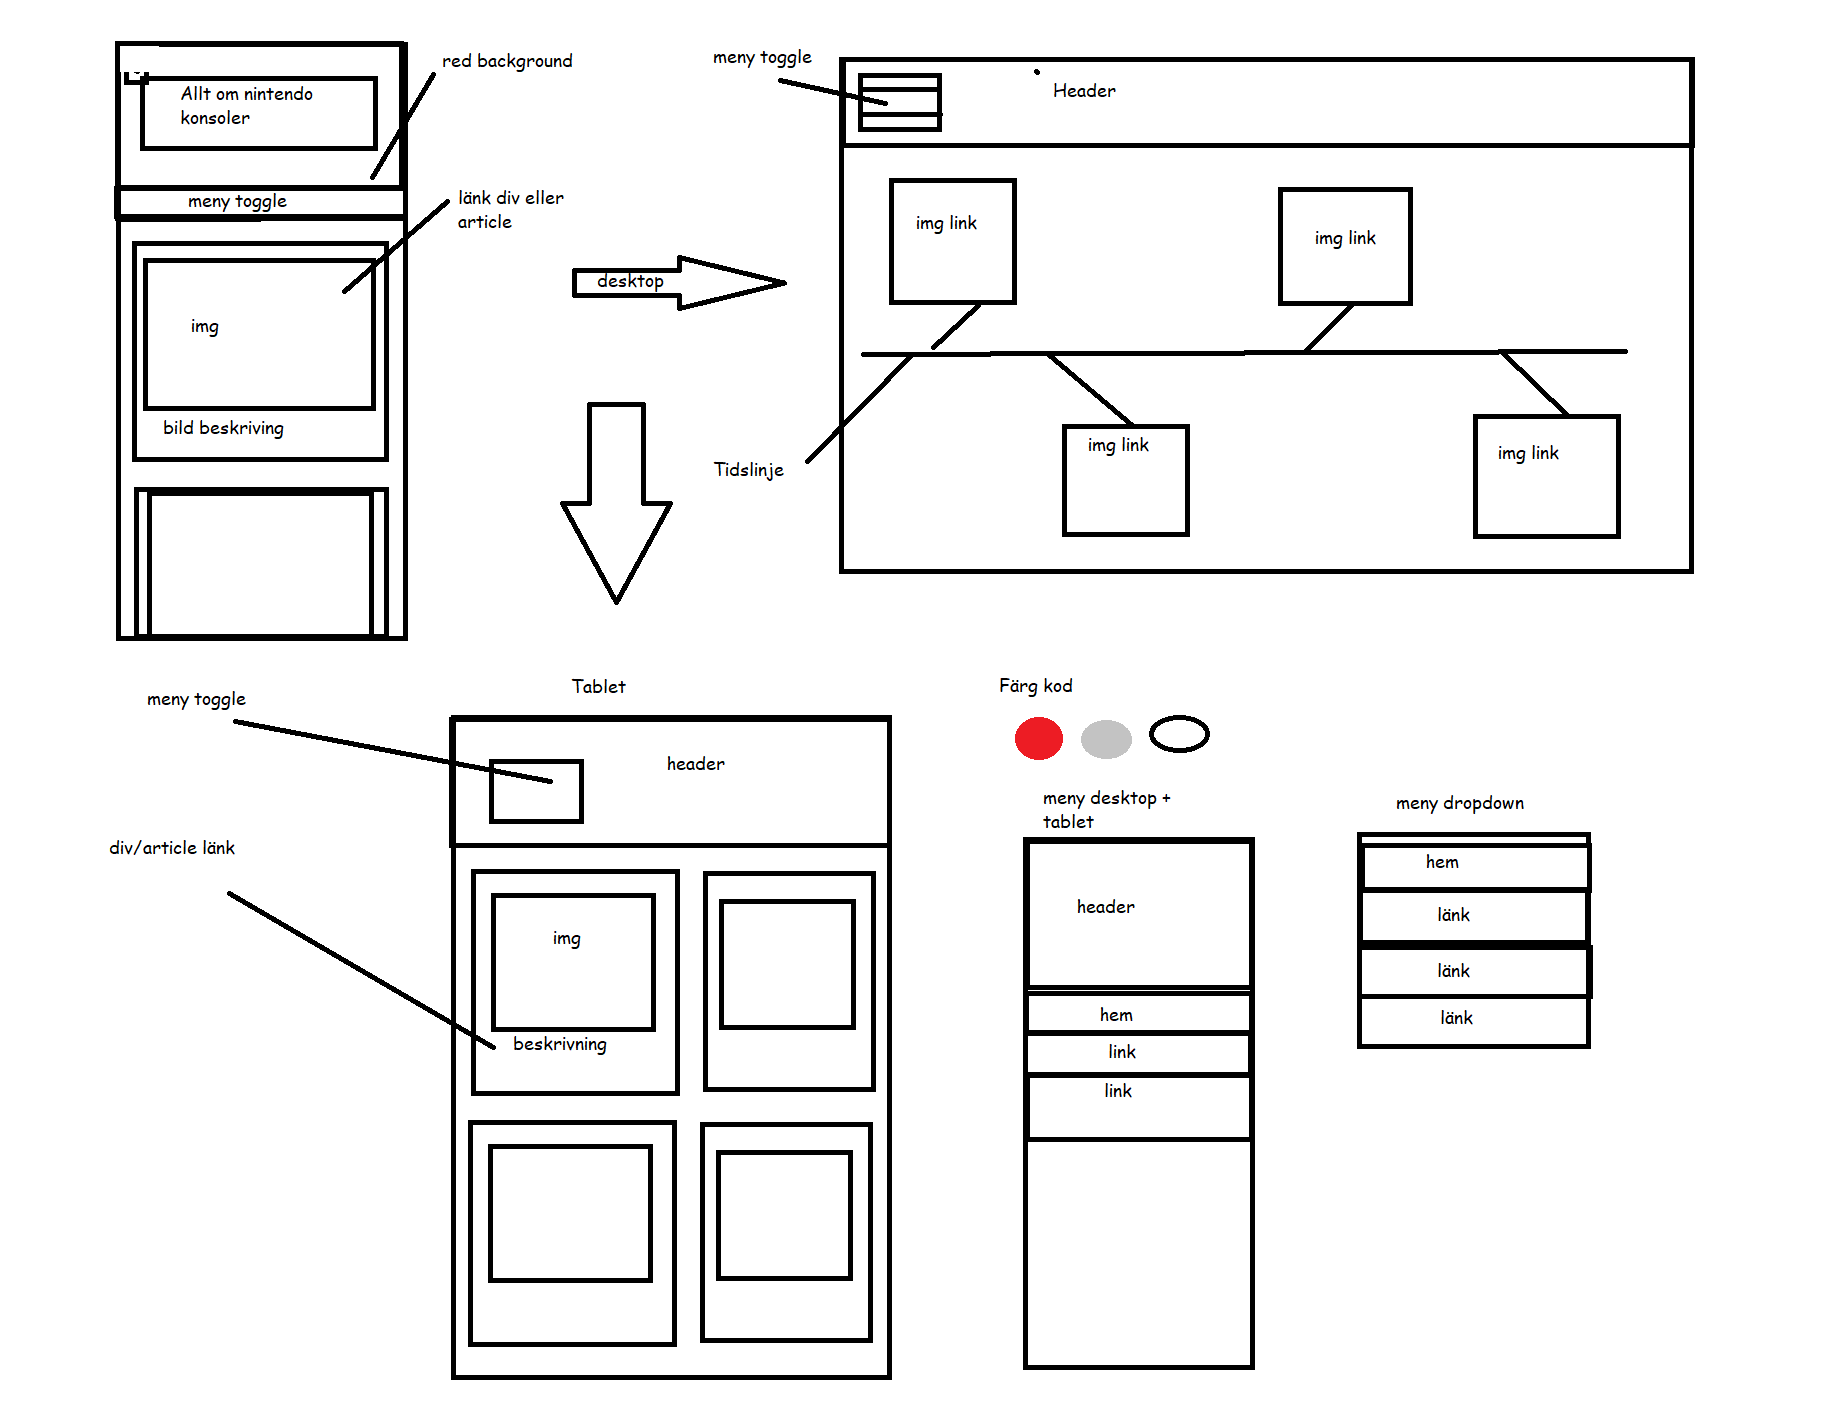 red background
Allt om nintendo
konsoler
meny toggle
länk div eller
article
img
bild beskriving
desktop
meny toggle
Header
img link
img link
img link
img link
Tidslinje
Tablet
meny toggle
header
div/article länk
img
beskrivning
Färg kod
meny desktop +
tablet
header
hem
link
link
meny dropdown
hem
länk
länk
länk